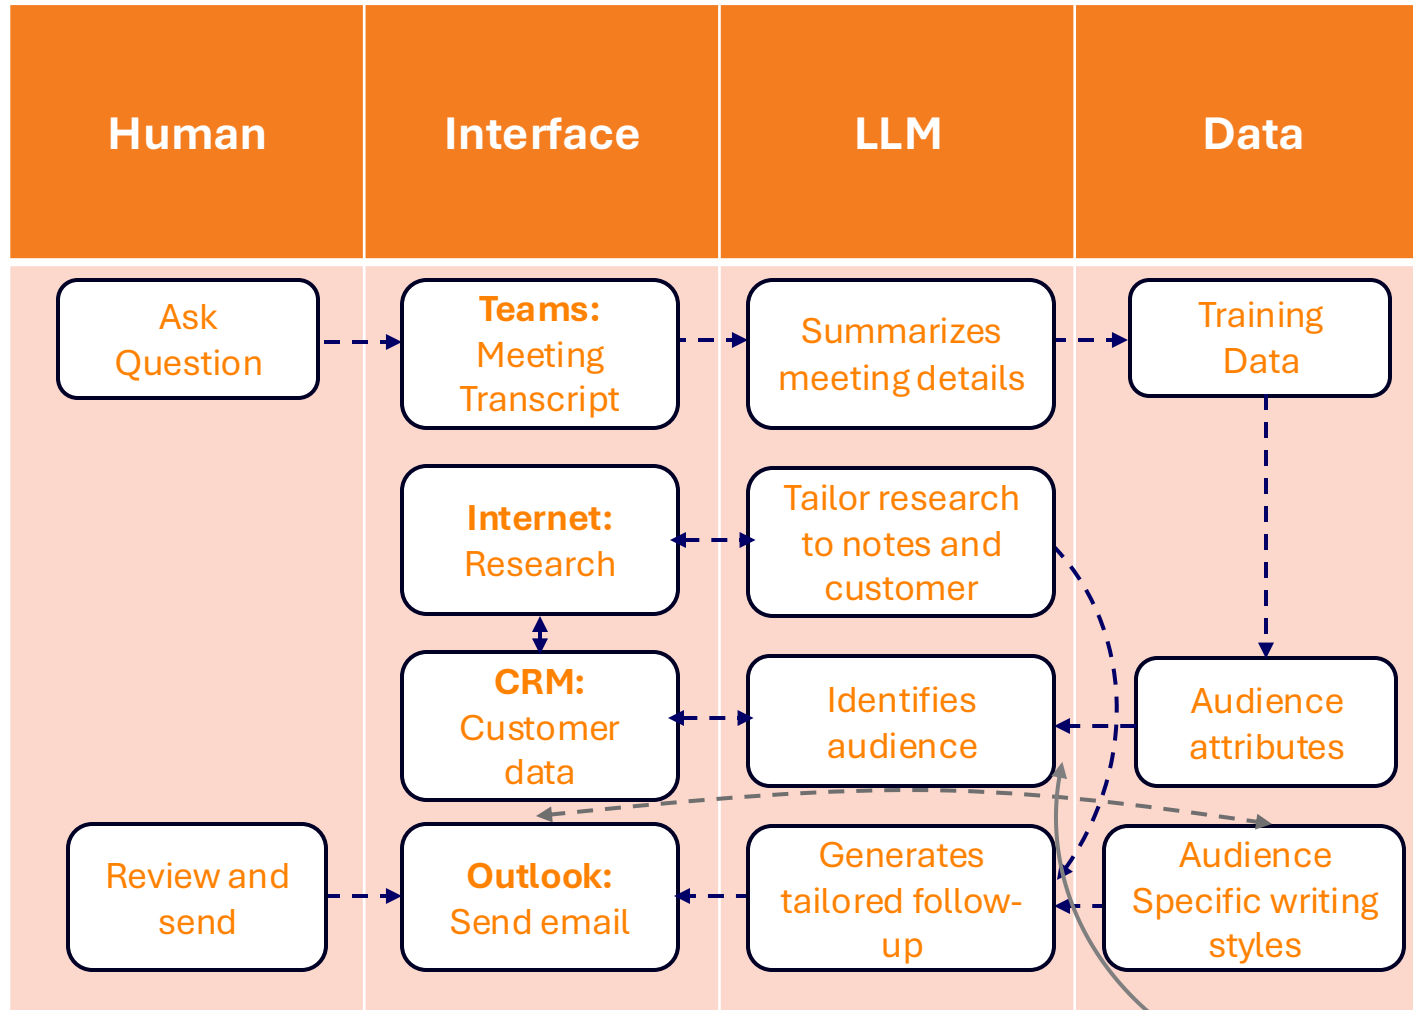 Human
Interface
LLM
Data
Ask
Question
Teams:
Meeting
Transcript
Summarizes
meeting details
Training
Data
Internet:
Research
Tailor research
to notes and
customer
CRM:
Customer
data
Identifies
audience
Audience
attributes
Review and
send
Outlook:
Send email
Generates
tailored follow-
up
Audience
Specific writing
styles